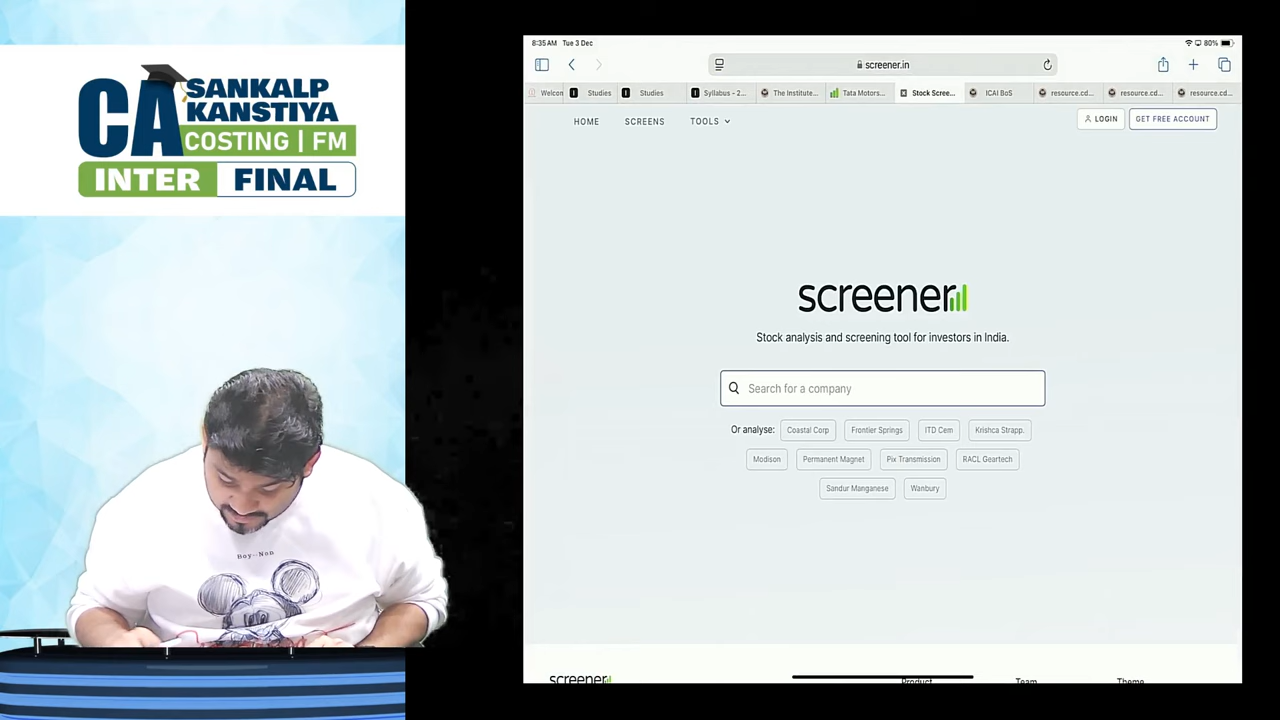 CA SANKALP
KANSTIYA
COSTING | FM
INTER FINAL
Boy--Non
8:35 AM Tue 3 Dec
80%
screener.in
Welcon
Studies
Studies
Syllabus - 2...
The Institute...
Tata Motors...
Stock Scree...
ICAI BoS
resource.cd...
resource.cd...
resource.cd...
HOME SCREENS TOOLS
LOGIN
GET FREE ACCOUNT
screener
Stock analysis and screening tool for investors in India.
Search for a company
Or analyse: Coastal Corp Frontier Springs ITD Cem Krishca Strapp.
Modison Permanent Magnet Pix Transmission RACL Geartech
Sandur Manganese Wanbury
screener
Product Team Theme